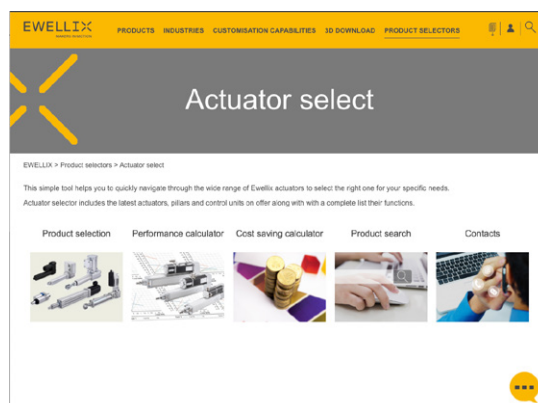 EWELLIX
PRODUCTS INDUSTRIES CUSTOMISATION CAPABILITIES 3D DOWNLOAD PRODUCT SELECTORS
Actuator select
EWELLIX > Product selectors > Actuator select
This simple tool helps you to quickly navigate through the wide range of Ewellix actuators to select the right one for your specific needs.
Actuator selector includes the latest actuators, pillars and control units on offer along with with a complete list their functions.
Product selection Performance calculator Cost saving calculator Product search Contacts